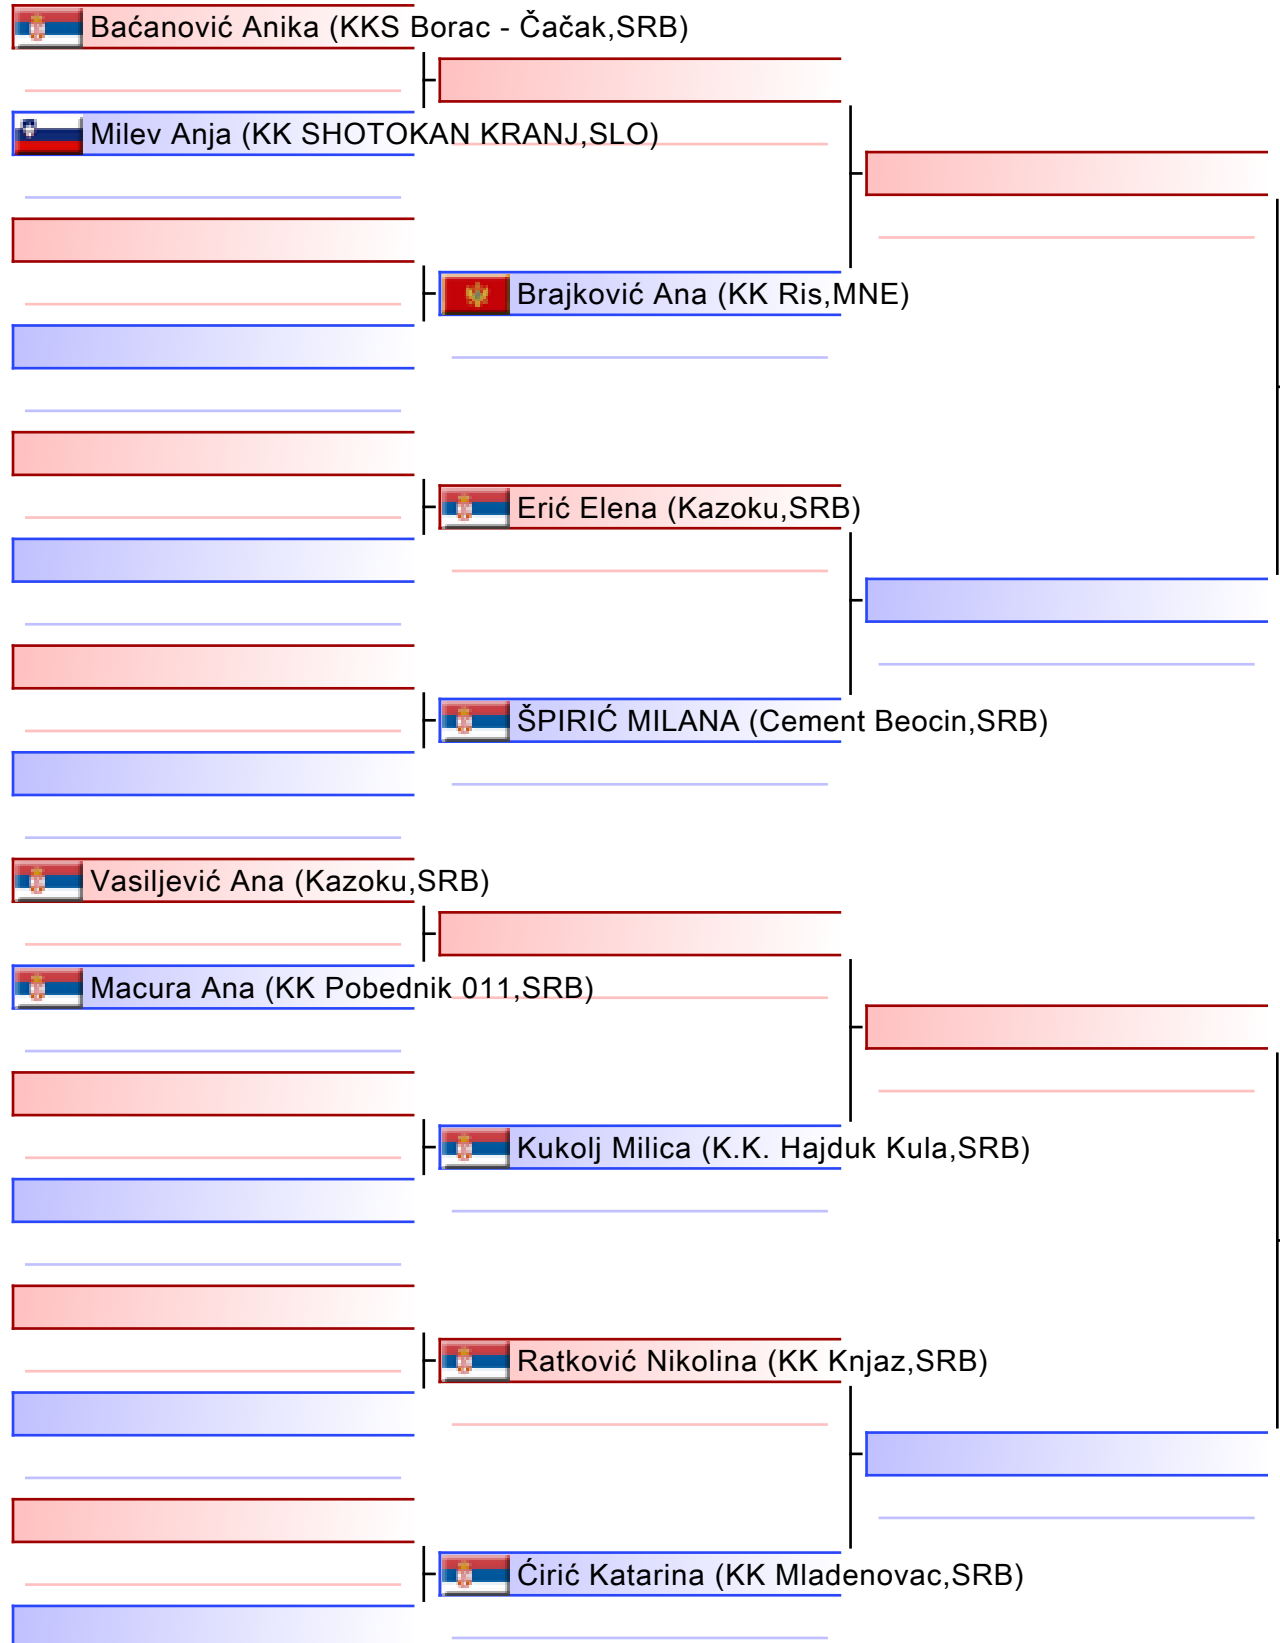 Baćanović Anika (KKS Borac - Čačak,SRB)
Milev Anja (KK SHOTOKAN KRANJ,SLO)
Brajković Ana (KK Ris,MNE)
Erić Elena (Kazoku,SRB)
ŠPIRIĆ MILANA (Cement Beocin,SRB)
Vasiljević Ana (Kazoku,SRB)
Macura Ana (KK Pobednik 011,SRB)
Kukolj Milica (K.K. Hajduk Kula,SRB)
Ratković Nikolina (KK Knjaz,SRB)
Ćirić Katarina (KK Mladenovac,SRB)